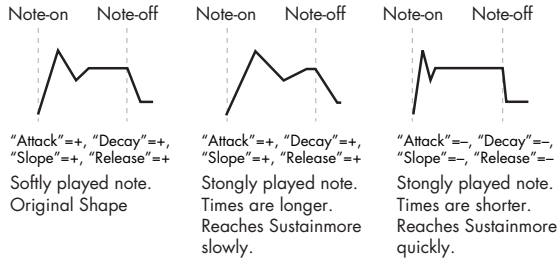 Note-on Note-off
"Attack"=+, "Decay"=+,
"Slope"=+, "Release"=+
Softly played note.
Original Shape
Note-on Note-off
"Attack"=+, "Decay"=+,
"Slope"=+, "Release"=+
Stongly played note.
Times are longer.
Reaches Sustainmore
slowly.
Note-on Note-off
"Attack"=–, "Decay"=–,
"Slope"=–, "Release"=–
Stongly played note.
Times are shorter.
Reaches Sustainmore
quickly.